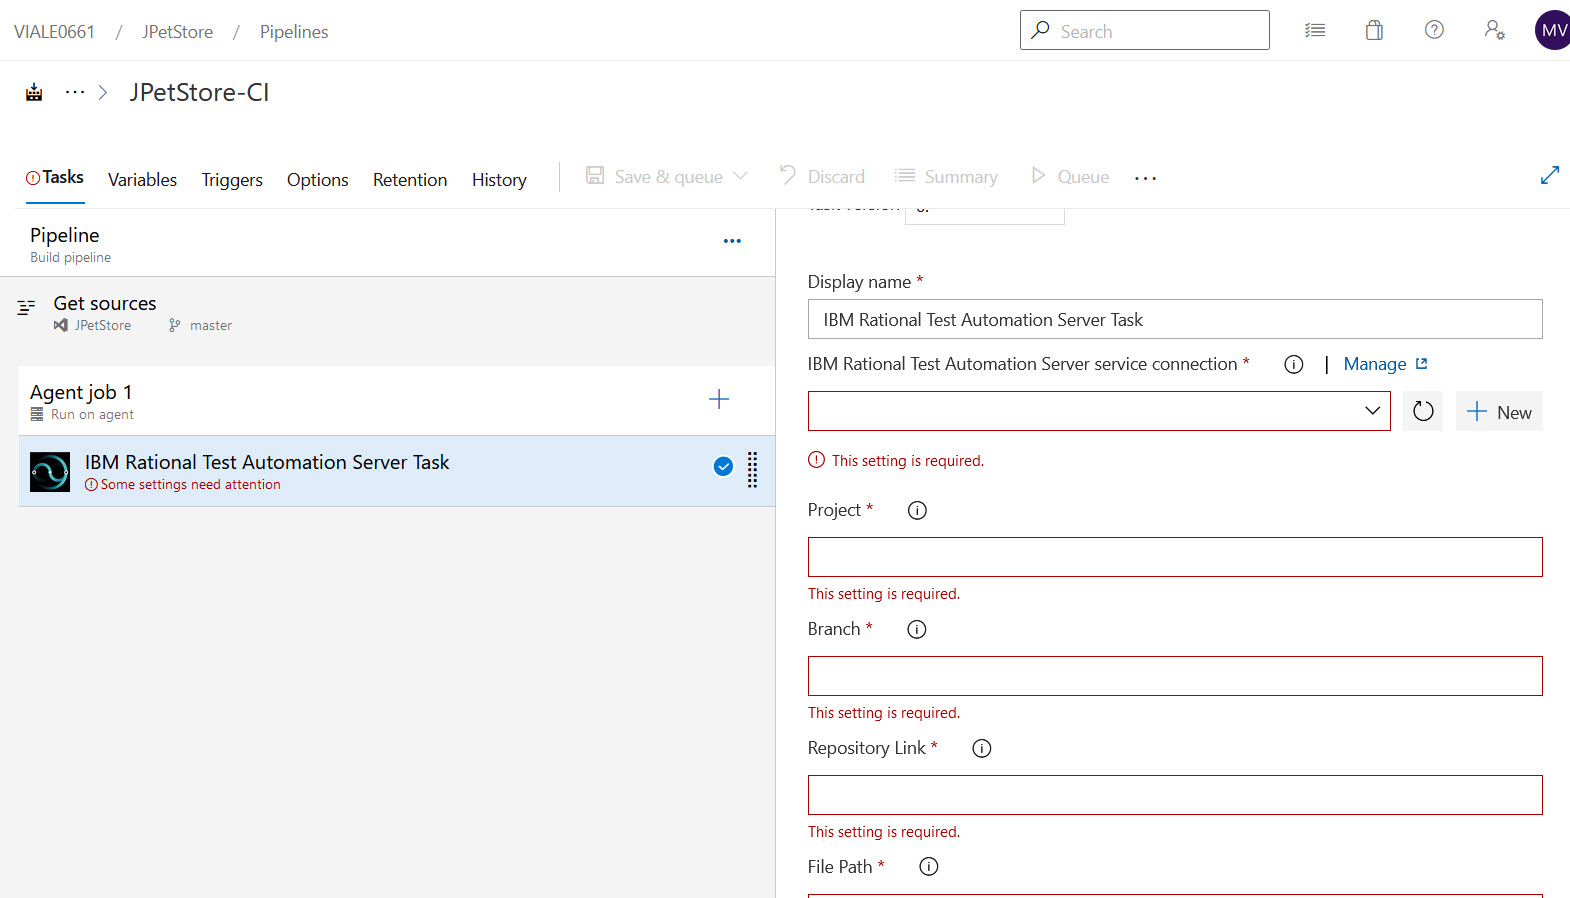 VIALE0661 / JPetStore / Pipelines
Search
MV
... > JPetStore-CI
Tasks Variables Triggers Options Retention History
Save & queue Discard Summary Queue ...
Pipeline
Build pipeline
Get sources
JPetStore master
Agent job 1
Run on agent
IBM Rational Test Automation Server Task
Some settings need attention
Display name *
IBM Rational Test Automation Server Task
IBM Rational Test Automation Server service connection * | Manage
New
This setting is required.
Project *
This setting is required.
Branch *
This setting is required.
Repository Link *
This setting is required.
File Path *